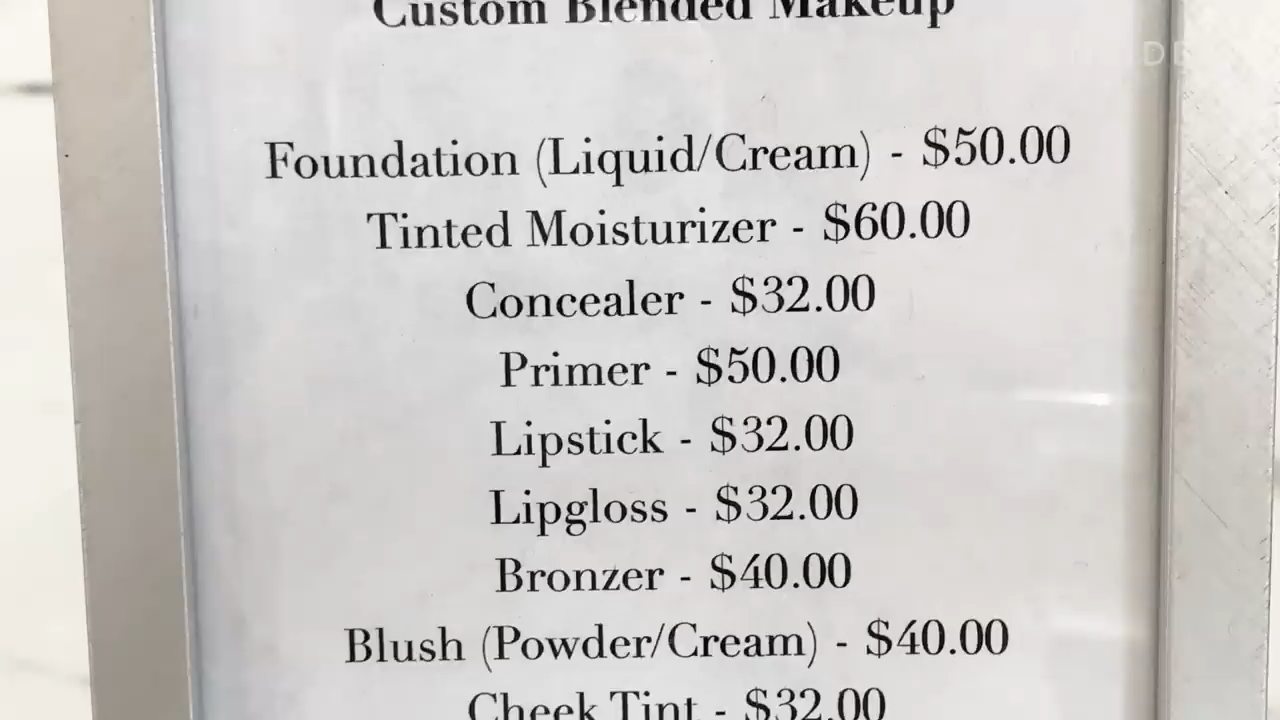 Custom Blended Makeup
Foundation (Liquid/Cream) - $50.00
Tinted Moisturizer - $60.00
Concealer - $32.00
Primer - $50.00
Lipstick - $32.00
Lipgloss - $32.00
Bronzer - $40.00
Blush (Powder/Cream) - $40.00
Cheek Tint - $32.00